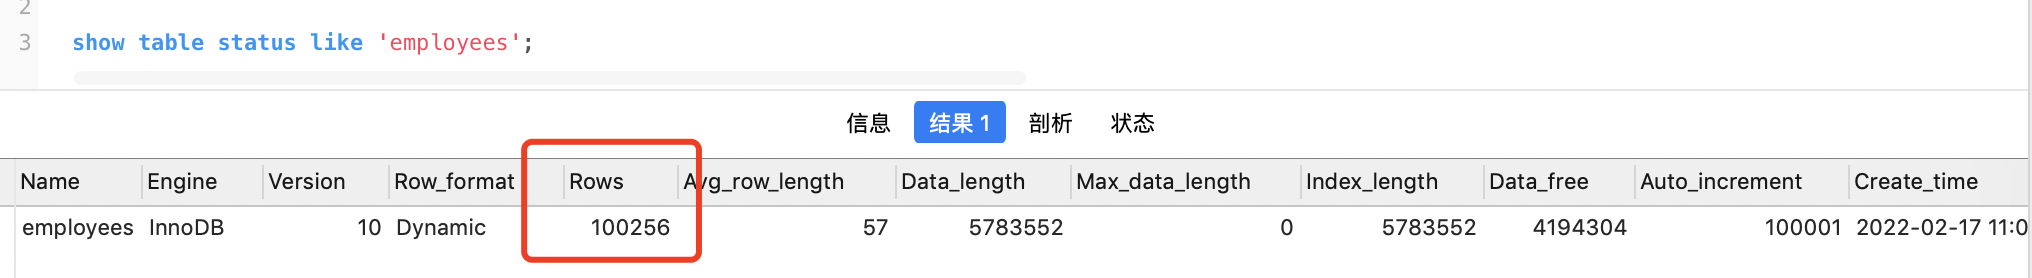 2
3 show table status like 'employees';
信息 结果 1 剖析 状态
Name Engine Version Row_format Rows Avg_row_length Data_length Max_data_length Index_length Data_free Auto_increment Create_time
employees InnoDB 10 Dynamic 100256 57 5783552 0 5783552 4194304 100001 2022-02-17 11:0